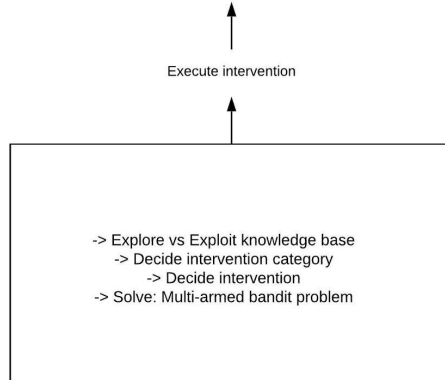 Execute intervention
-> Explore vs Exploit knowledge base
-> Decide intervention category
-> Decide intervention
-> Solve: Multi-armed bandit problem